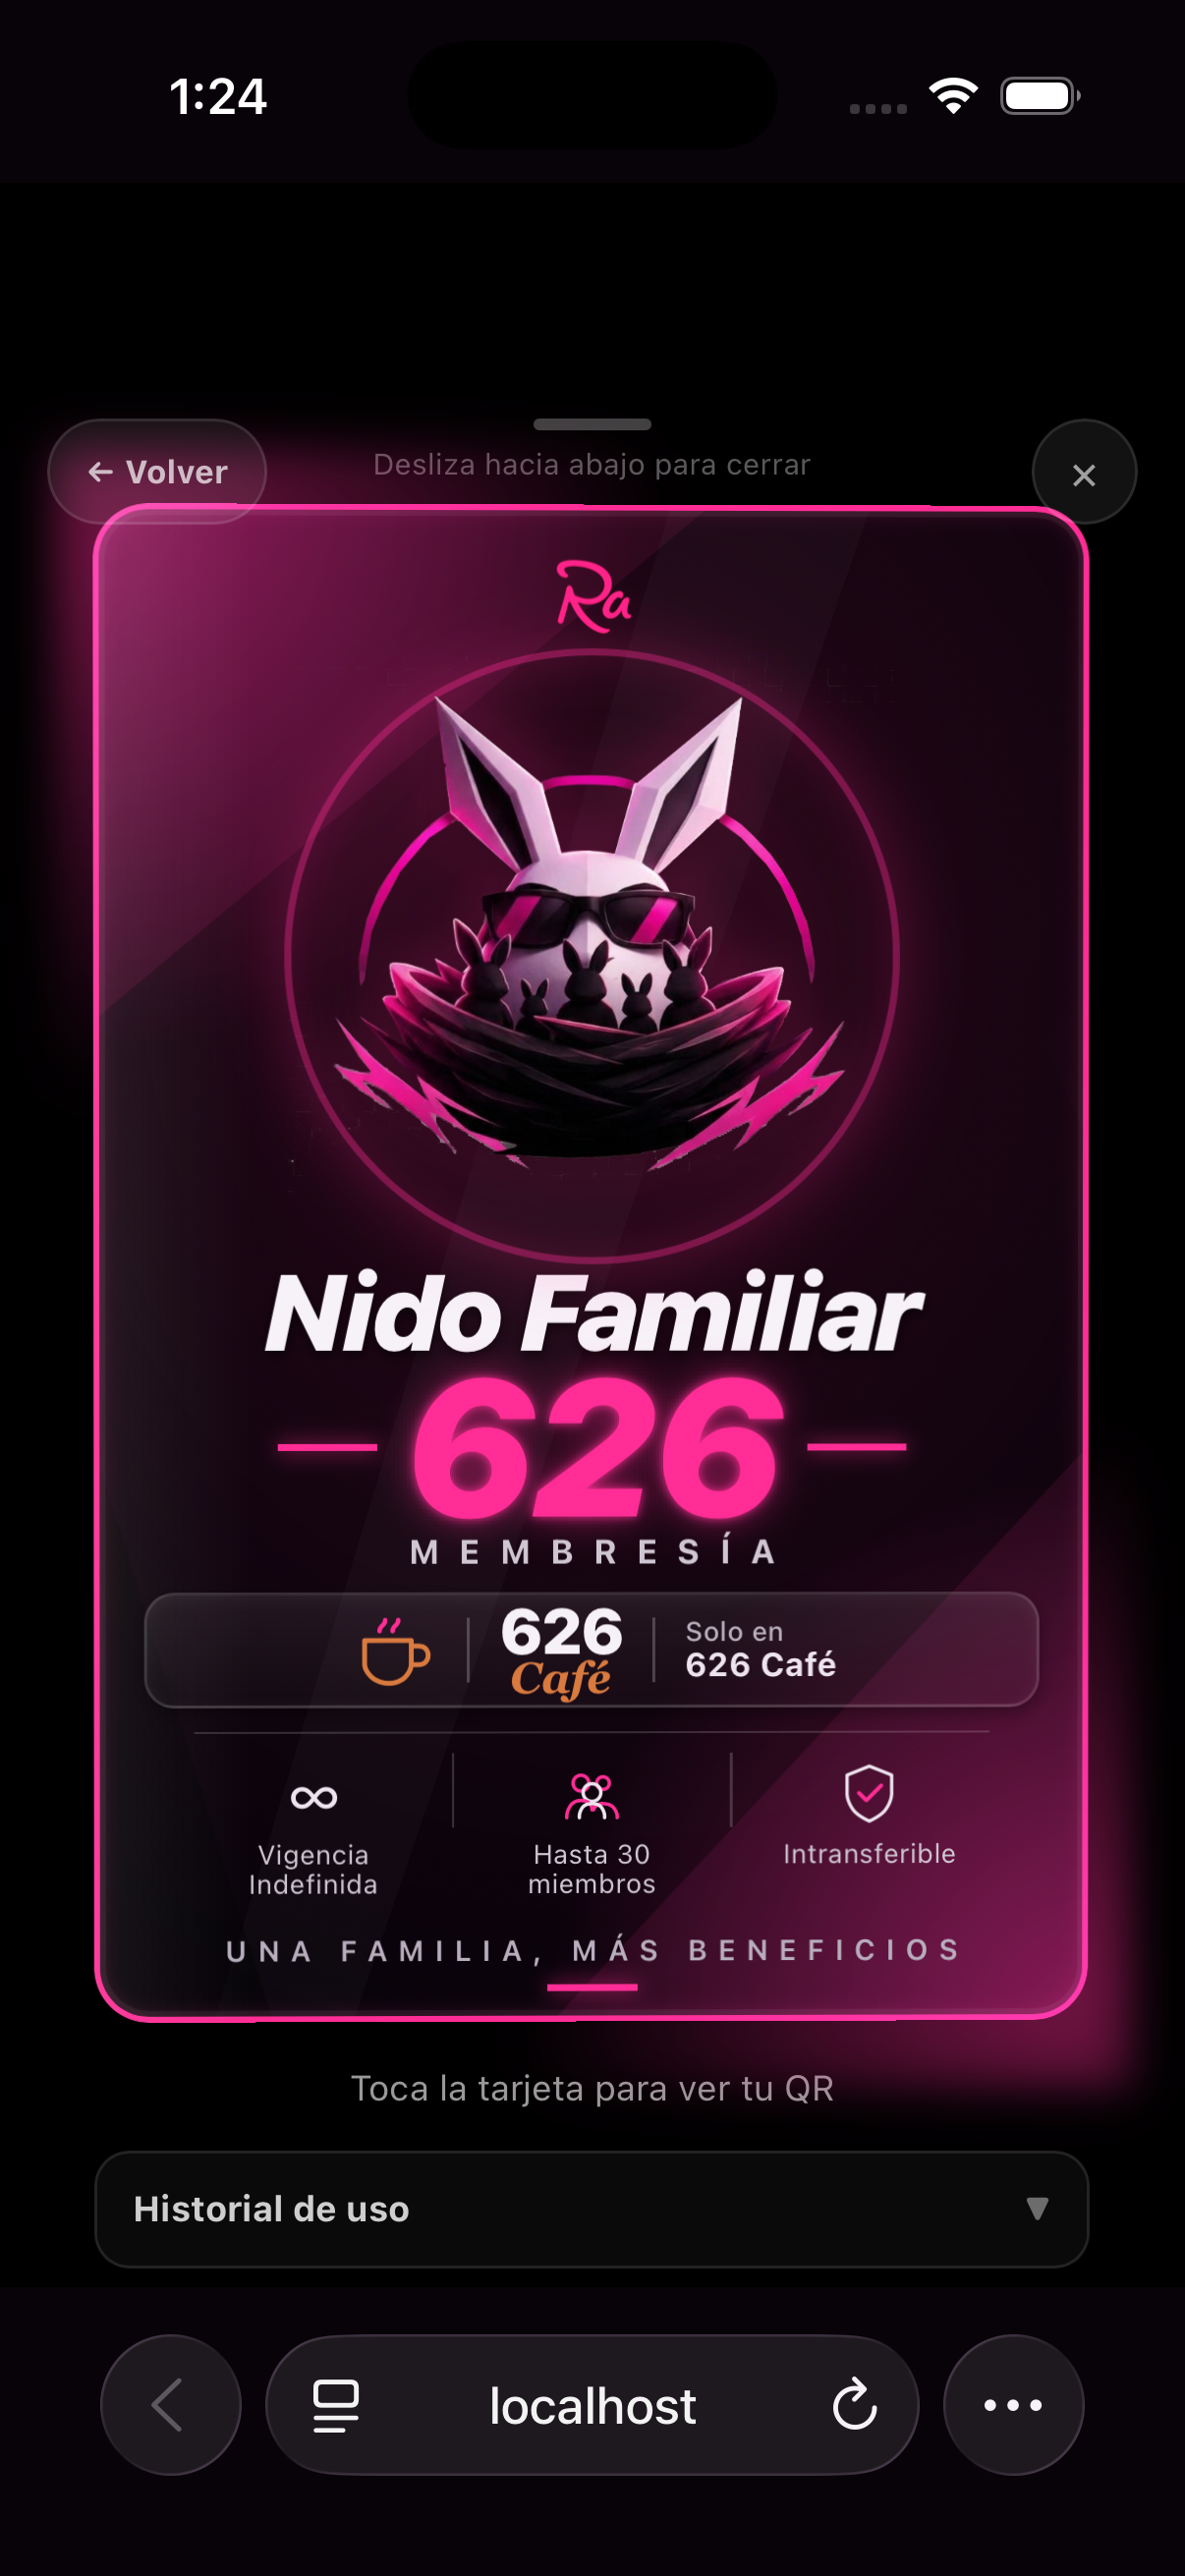 1:24
← Volver
Desliza hacia abajo para cerrar
×
Ra
Nido Familiar
626
MEMBRESÍA
626
Café
Solo en
626 Café
Vigencia
Indefinida
Hasta 30
miembros
Intransferible
UNA FAMILIA, MÁS BENEFICIOS
Toca la tarjeta para ver tu QR
Historial de uso
localhost